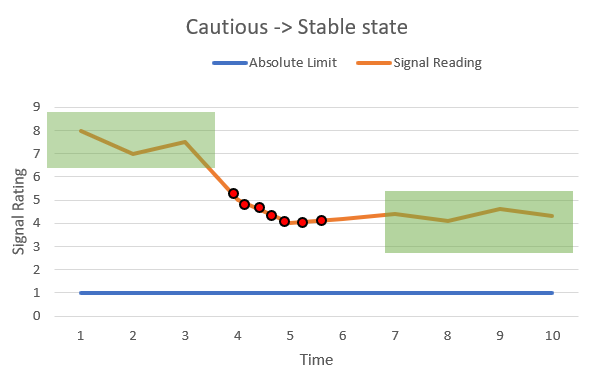 Cautious -> Stable state
Absolute Limit
Signal Reading
Signal Rating
9
8
7
6
5
4
3
2
1
0
1 2 3 4 5 6 7 8 9 10
Time